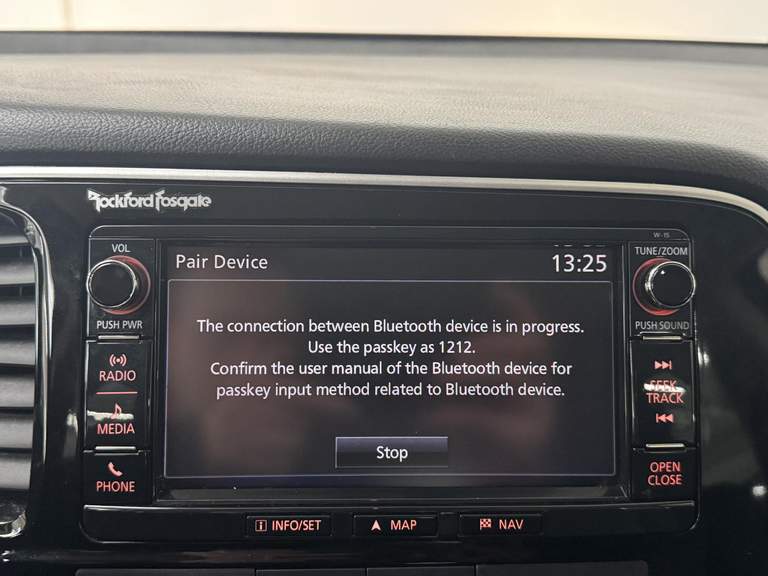 Rockford Fosgate
W-15
VOL
PUSH PWR
RADIO
MEDIA
PHONE
Pair Device
13:25
The connection between Bluetooth device is in progress.
Use the passkey as 1212.
Confirm the user manual of the Bluetooth device for
passkey input method related to Bluetooth device.
Stop
TUNE/ZOOM
PUSH SOUND
SEEK
TRACK
OPEN
CLOSE
INFO/SET
MAP
NAV